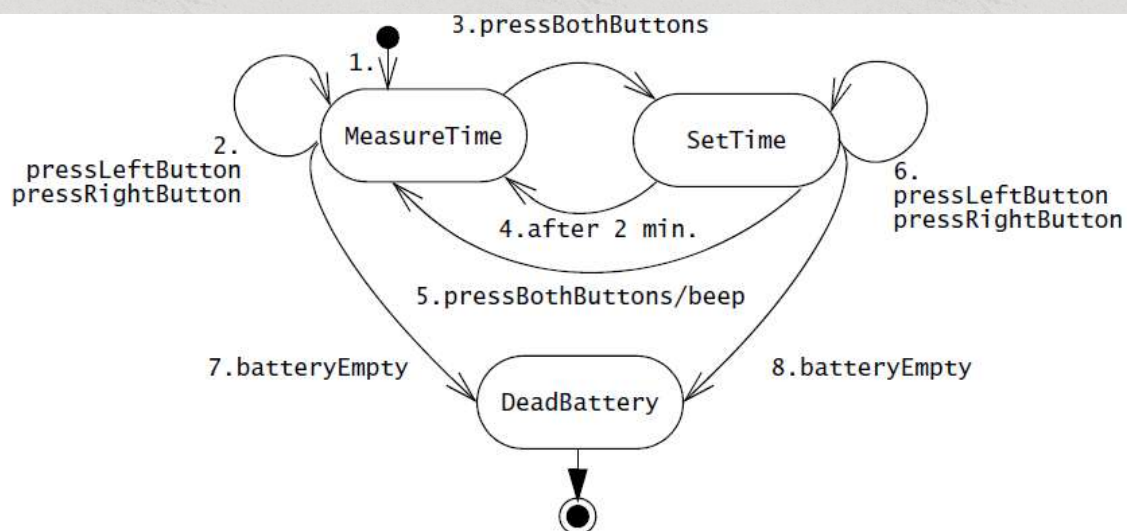 3.pressBothButtons
1.
MeasureTime
SetTime
2.
pressLeftButton
pressRightButton
6.
pressLeftButton
pressRightButton
4.after 2 min.
5.pressBothButtons/beep
7.batteryEmpty
8.batteryEmpty
DeadBattery